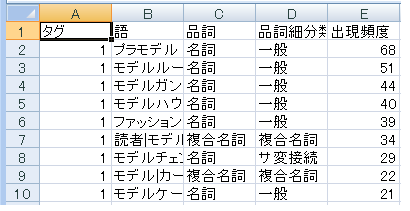 A B C D E
1 タグ 語 品詞 品詞細分類 出現頻度
2 1 プラモデル 名詞 一般 68
3 1 モデルルー 名詞 一般 51
4 1 モデルガン 名詞 一般 44
5 1 モデルハウ 名詞 一般 40
6 1 ファッション 名詞 一般 39
7 1 読者|モデル 複合名詞 複合名詞 34
8 1 モデルチェ 名詞 サ変接続 29
9 1 モデル|カー 複合名詞 複合名詞 22
10 1 モデルケー 名詞 一般 21